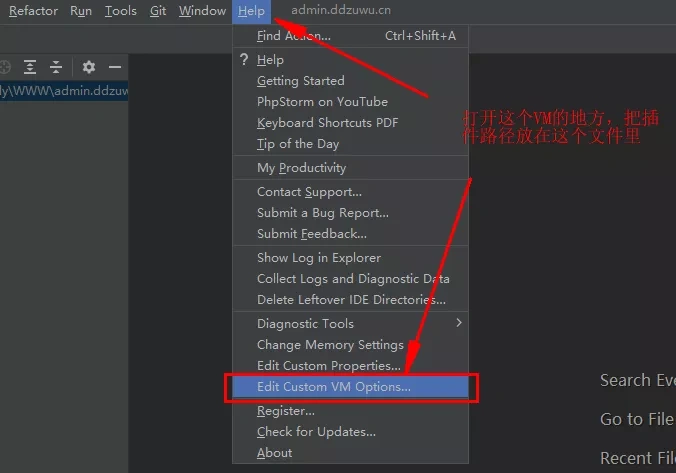 Refactor Run Tools Git Window Help admin.ddzuwu.cn
Find Action... Ctrl+Shift+A
? Help
Getting Started
ly\WWW\admin.ddzuw
PhpStorm on YouTube
Keyboard Shortcuts PDF
Tip of the Day
打开这个VM的地方，把插
件路径放在这个文件里
My Productivity
Contact Support...
Submit a Bug Report...
Submit Feedback...
Show Log in Explorer
Collect Logs and Diagnostic Data
Delete Leftover IDE Directories...
Diagnostic Tools
Change Memory Settings
Edit Custom Properties...
Edit Custom VM Options...
Register...
Check for Updates...
About
Search Eve
Go to File
Recent File